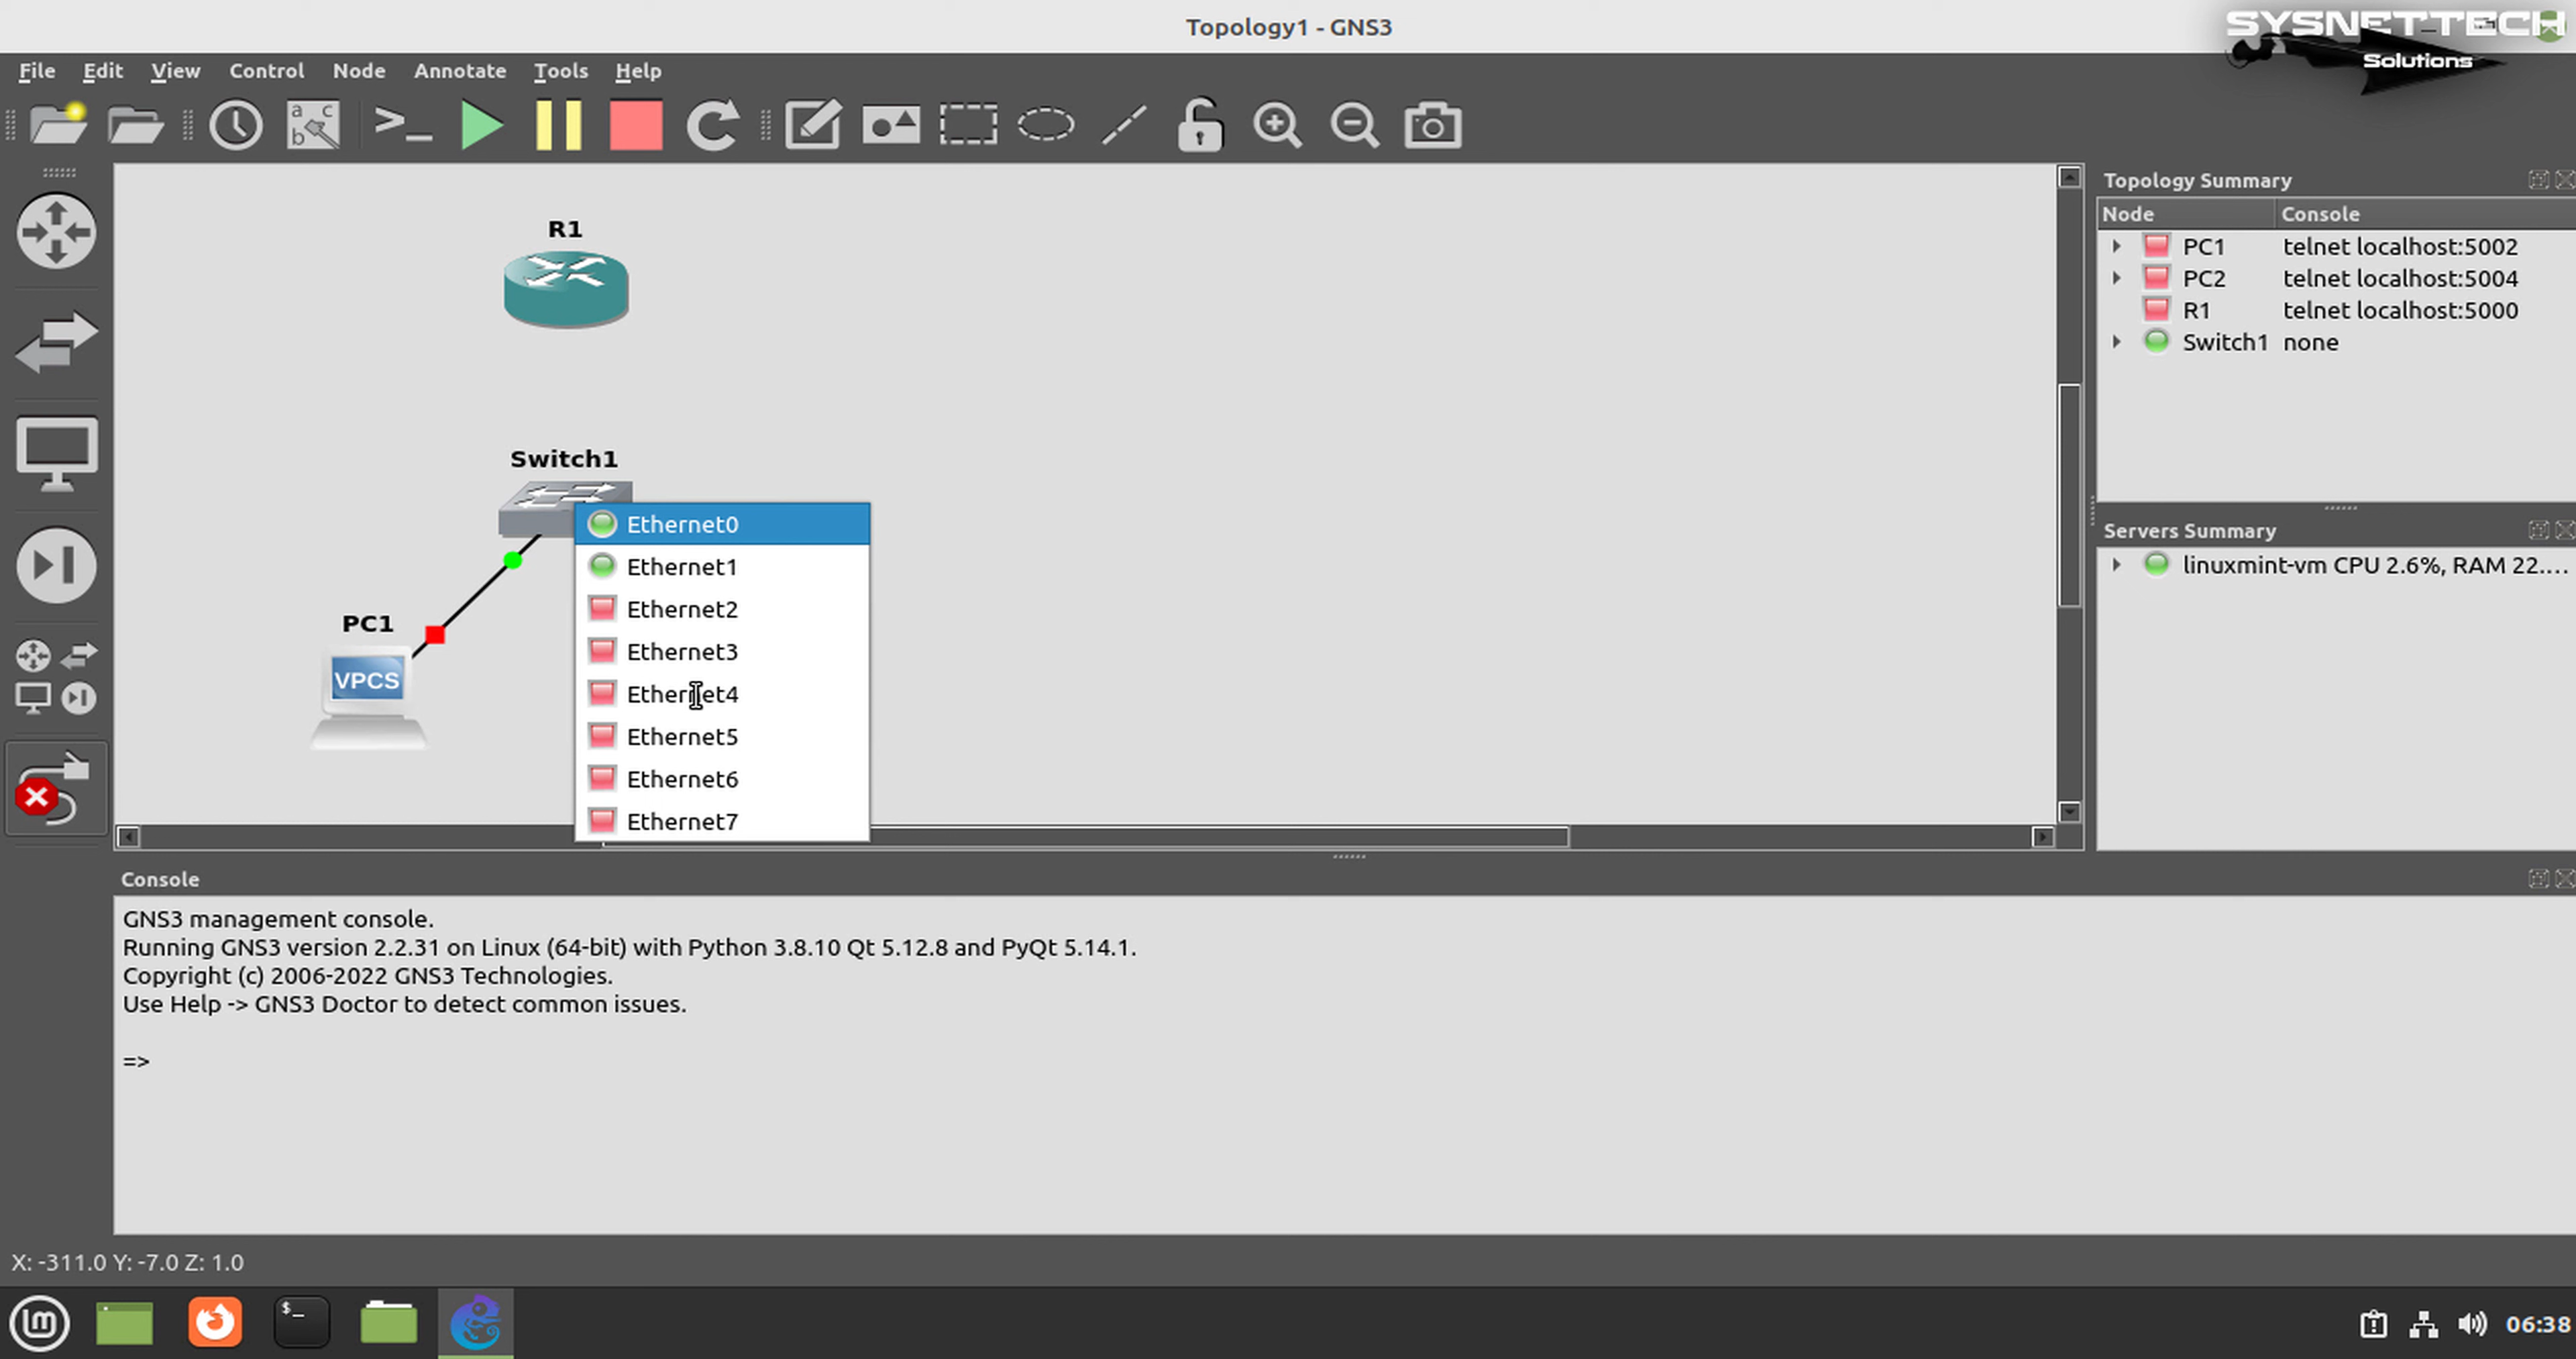 Topology1 - GNS3
SYSNETTECH
Solutions
File Edit View Control Node Annotate Tools Help
a c
b
>_
R1
Switch1
PC1
VPCS
Ethernet0
Ethernet1
Ethernet2
Ethernet3
Ethernet4
Ethernet5
Ethernet6
Ethernet7
Topology Summary
Node Console
PC1 telnet localhost:5002
PC2 telnet localhost:5004
R1 telnet localhost:5000
Switch1 none
Servers Summary
linuxmint-vm CPU 2.6%, RAM 22....
Console
GNS3 management console.
Running GNS3 version 2.2.31 on Linux (64-bit) with Python 3.8.10 Qt 5.12.8 and PyQt 5.14.1.
Copyright (c) 2006-2022 GNS3 Technologies.
Use Help -> GNS3 Doctor to detect common issues.
=>
X: -311.0 Y: -7.0 Z: 1.0
$_
06:38